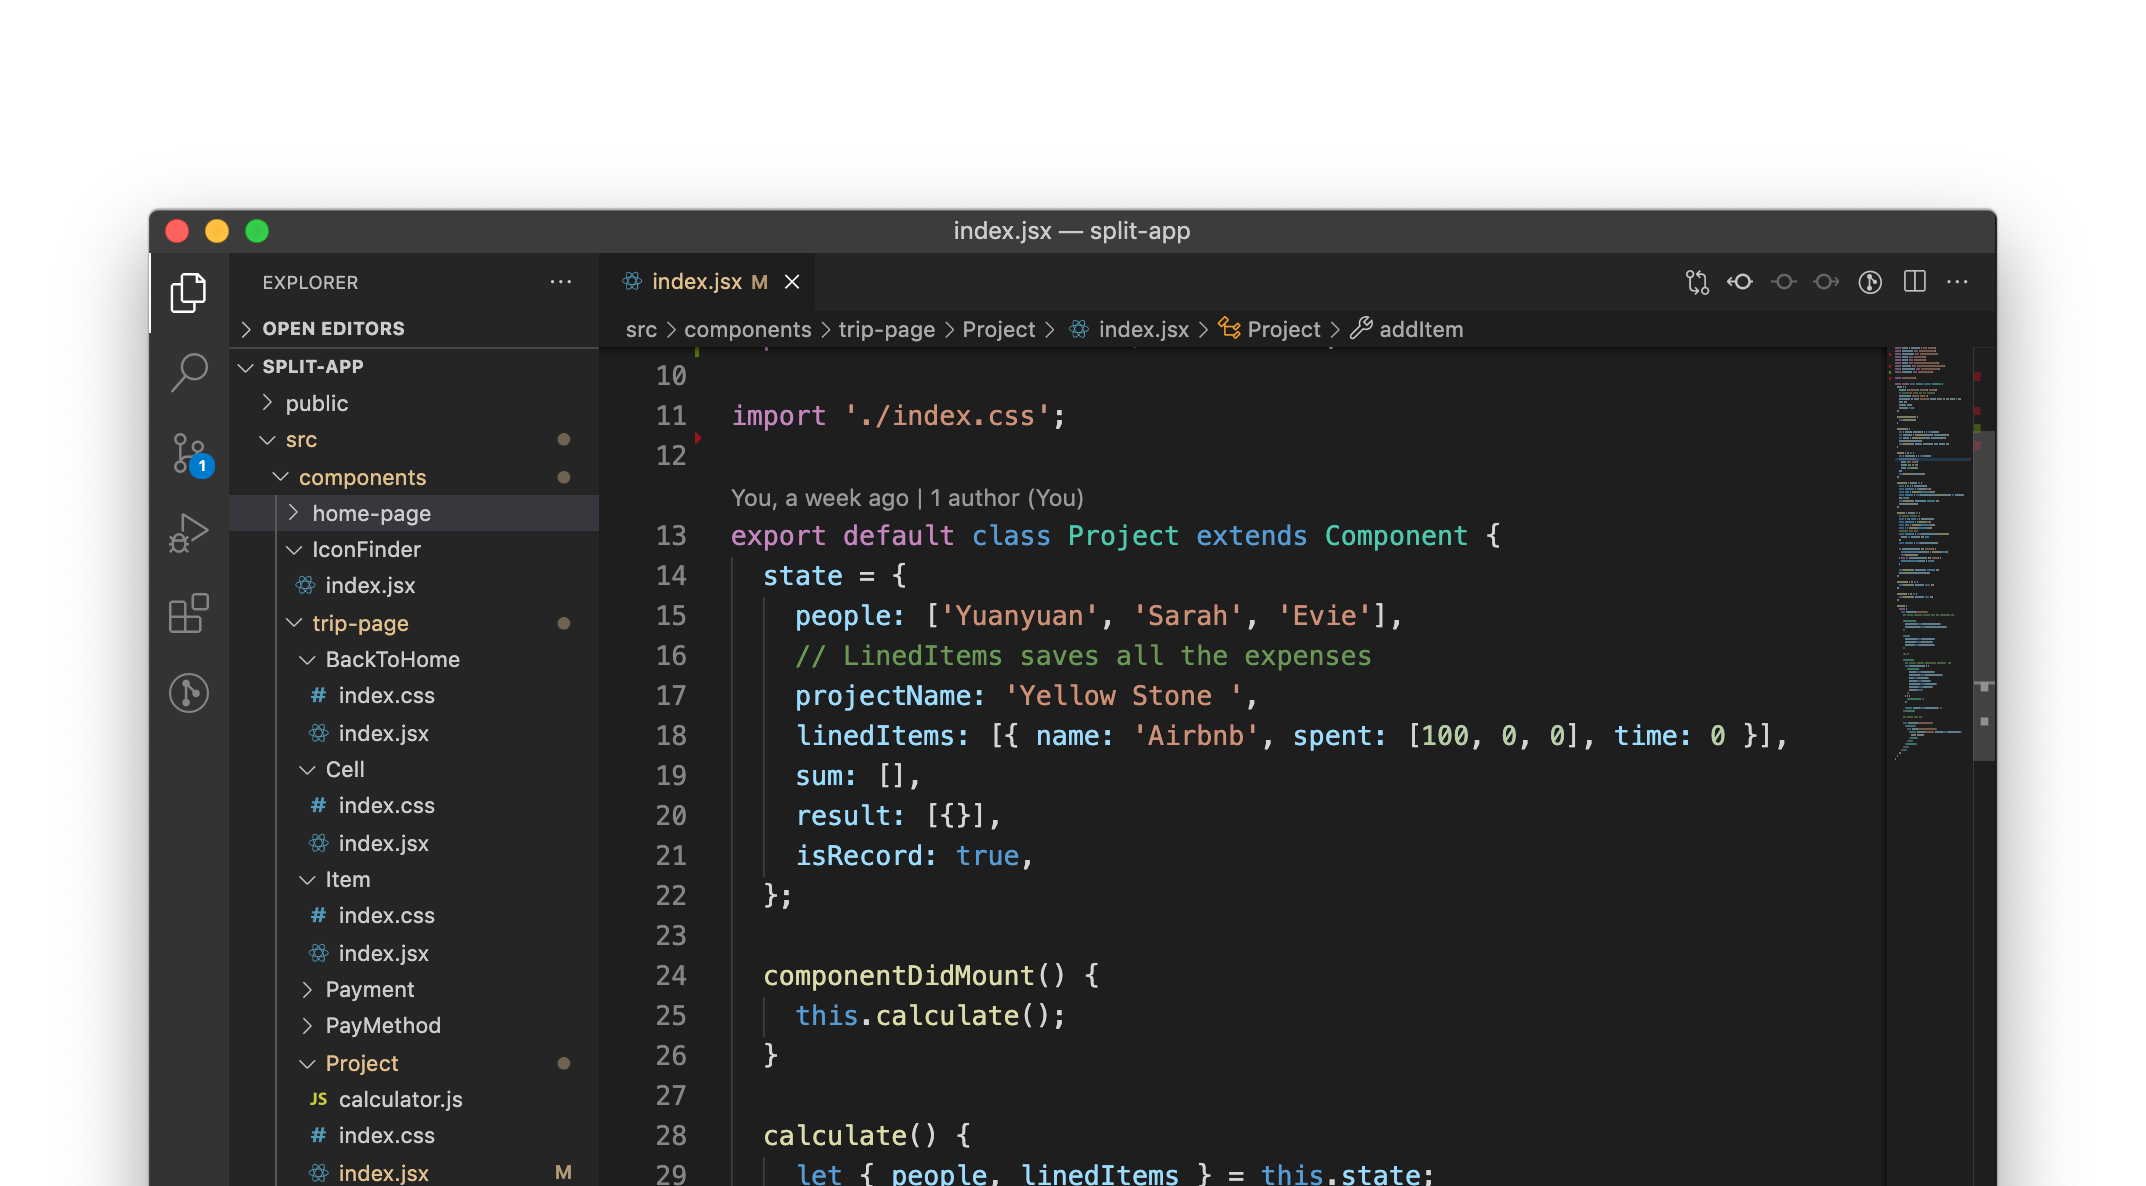 index.jsx — split-app
EXPLORER
OPEN EDITORS
SPLIT-APP
public
src
components
home-page
IconFinder
index.jsx
trip-page
BackToHome
# index.css
index.jsx
Cell
# index.css
index.jsx
Item
# index.css
index.jsx
Payment
PayMethod
Project
JS calculator.js
# index.css
index.jsx M
1
index.jsx M
src > components > trip-page > Project > index.jsx > Project > addItem
10
11 import './index.css';
12
You, a week ago | 1 author (You)
13 export default class Project extends Component {
14 state = {
15 people: ['Yuanyuan', 'Sarah', 'Evie'],
16 // LinedItems saves all the expenses
17 projectName: 'Yellow Stone ',
18 linedItems: [{ name: 'Airbnb', spent: [100, 0, 0], time: 0 }],
19 sum: [],
20 result: [{}],
21 isRecord: true,
22 };
23
24 componentDidMount() {
25 this.calculate();
26 }
27
28 calculate() {
29 let { people, linedItems } = this.state;